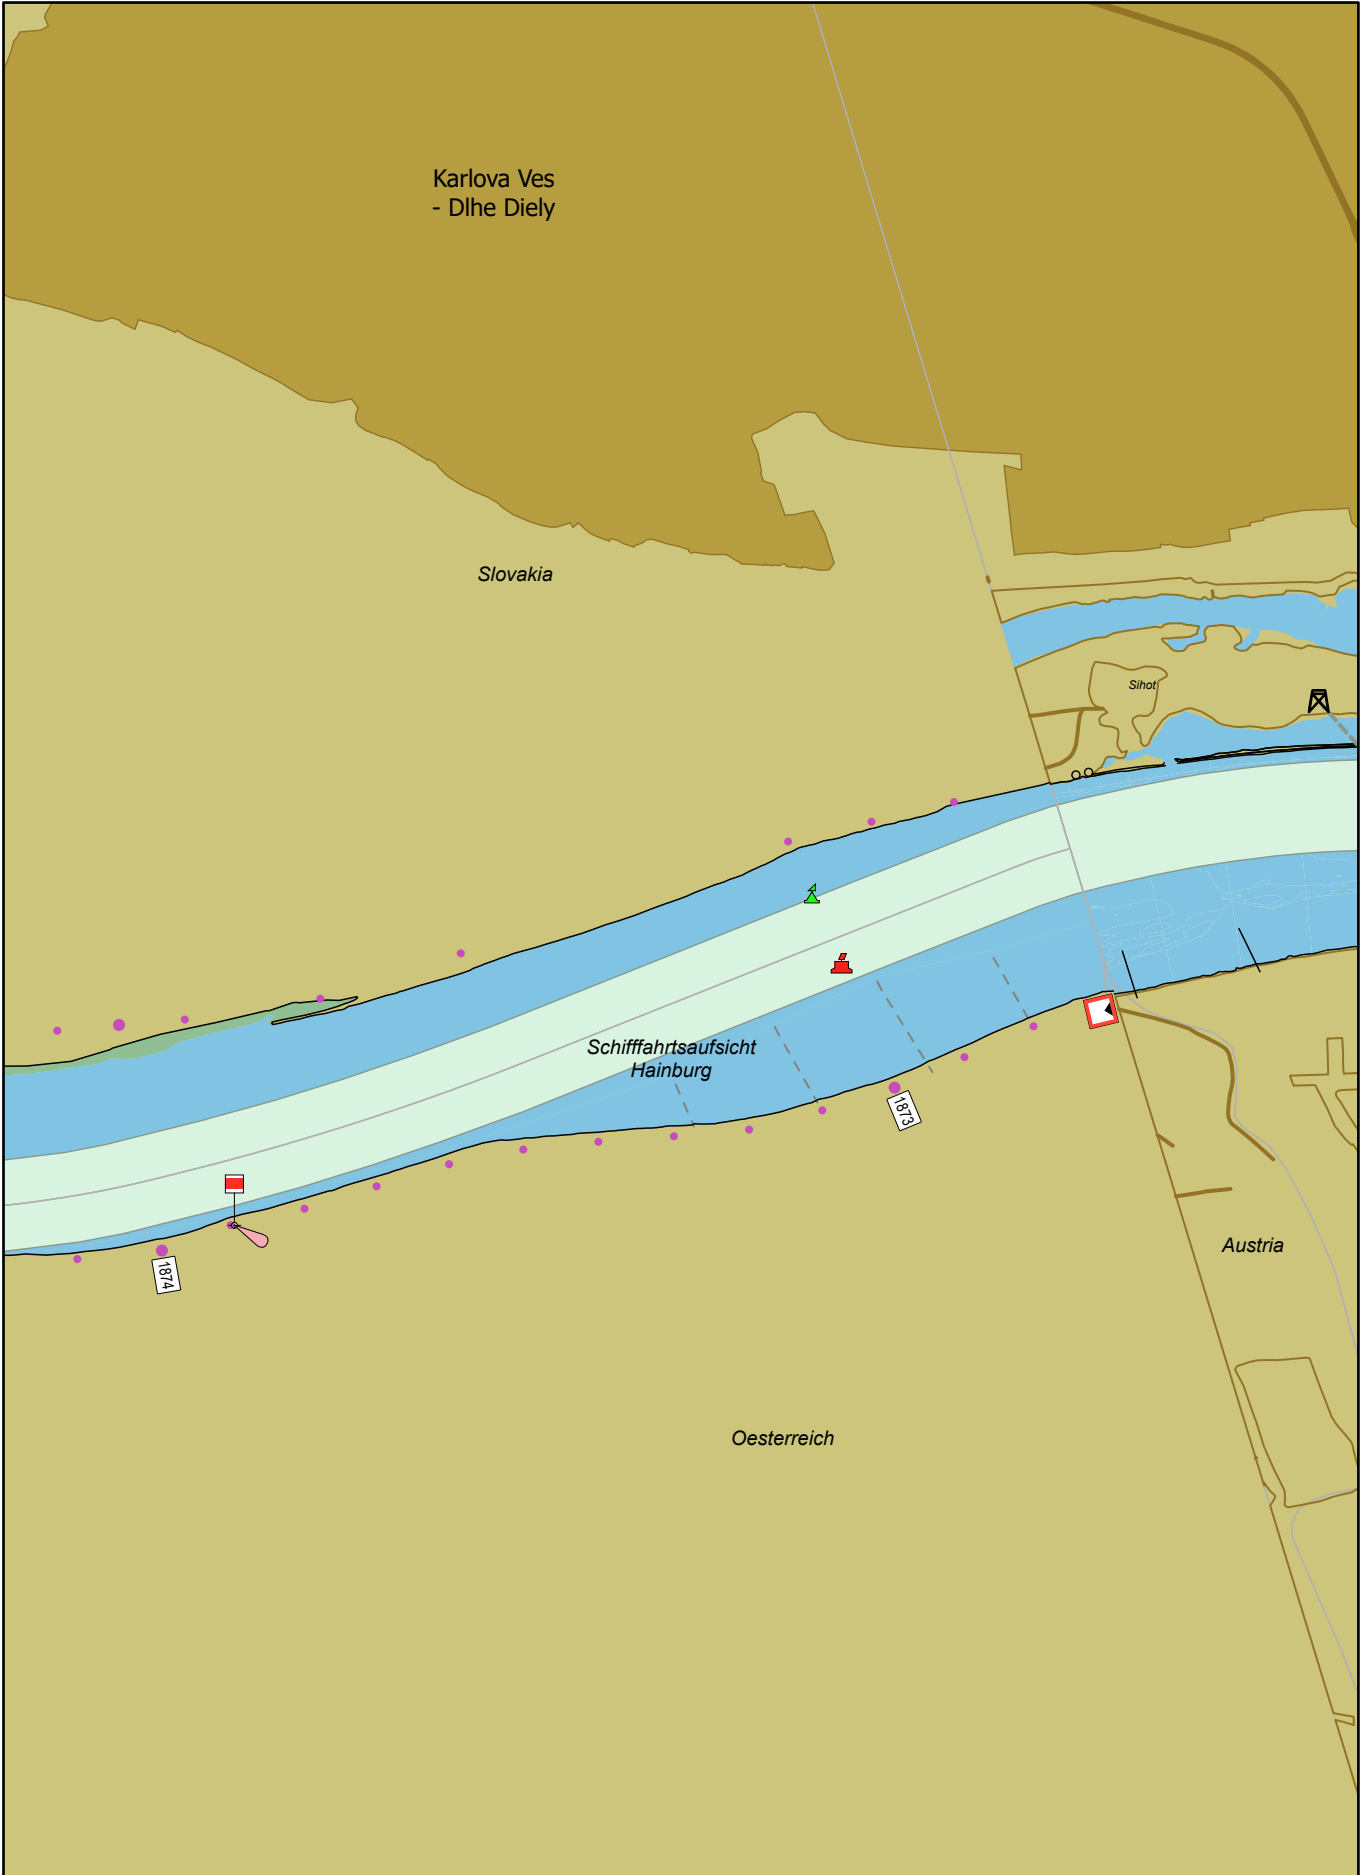 Karlova Ves
- Dlhe Diely
Slovakia
Sihot
Schifffahrtsaufsicht
Hainburg
1873
1874
Austria
Oesterreich